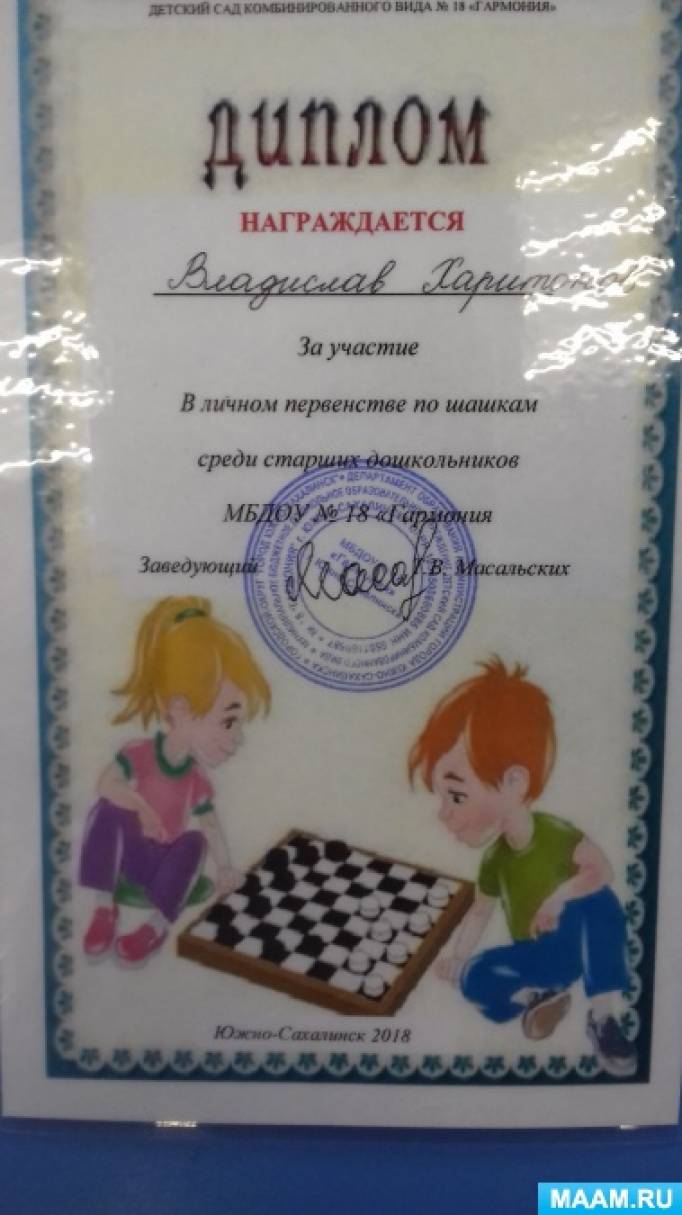 ДЕТСКИЙ САД КОМБИНИРОВАННОГО ВИДА № 18 «ГАРМОНИЯ»
ДИПЛОМ
НАГРАЖДАЕТСЯ
Владислав Харитонов
За участие
В личном первенстве по шашкам
среди старших дошкольников
МБДОУ № 18 «Гармония
Заведующий В. Масальских
Южно-Сахалинск 2018
MAAM.RU